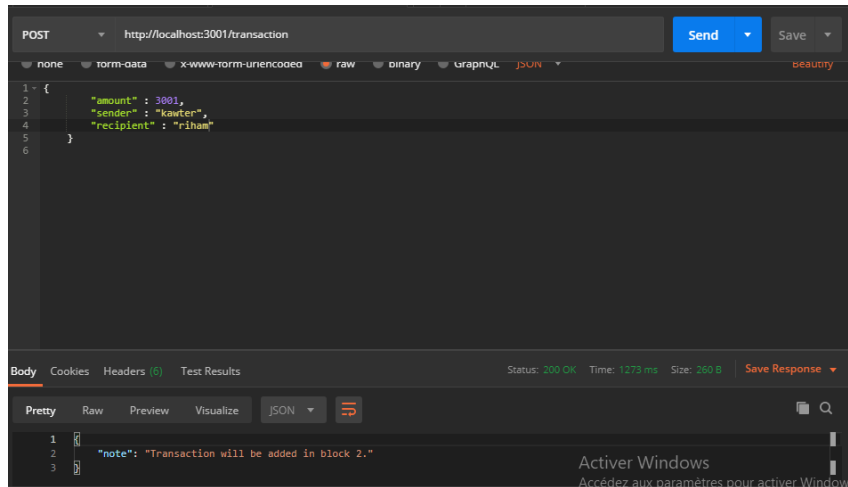 POST http://localhost:3001/transaction Send Save
none form-data x-www-form-urlencoded raw binary GraphQL JSON Beautify
1 {
2 "amount" : 3001,
3 "sender" : "kawter",
4 "recipient" : "riham"
5 }
6
Body Cookies Headers (6) Test Results Status: 200 OK Time: 1273 ms Size: 260 B Save Response
Pretty Raw Preview Visualize JSON
1 {
2 "note": "Transaction will be added in block 2."
3 }
Activer Windows
Accédez aux paramètres pour activer Window